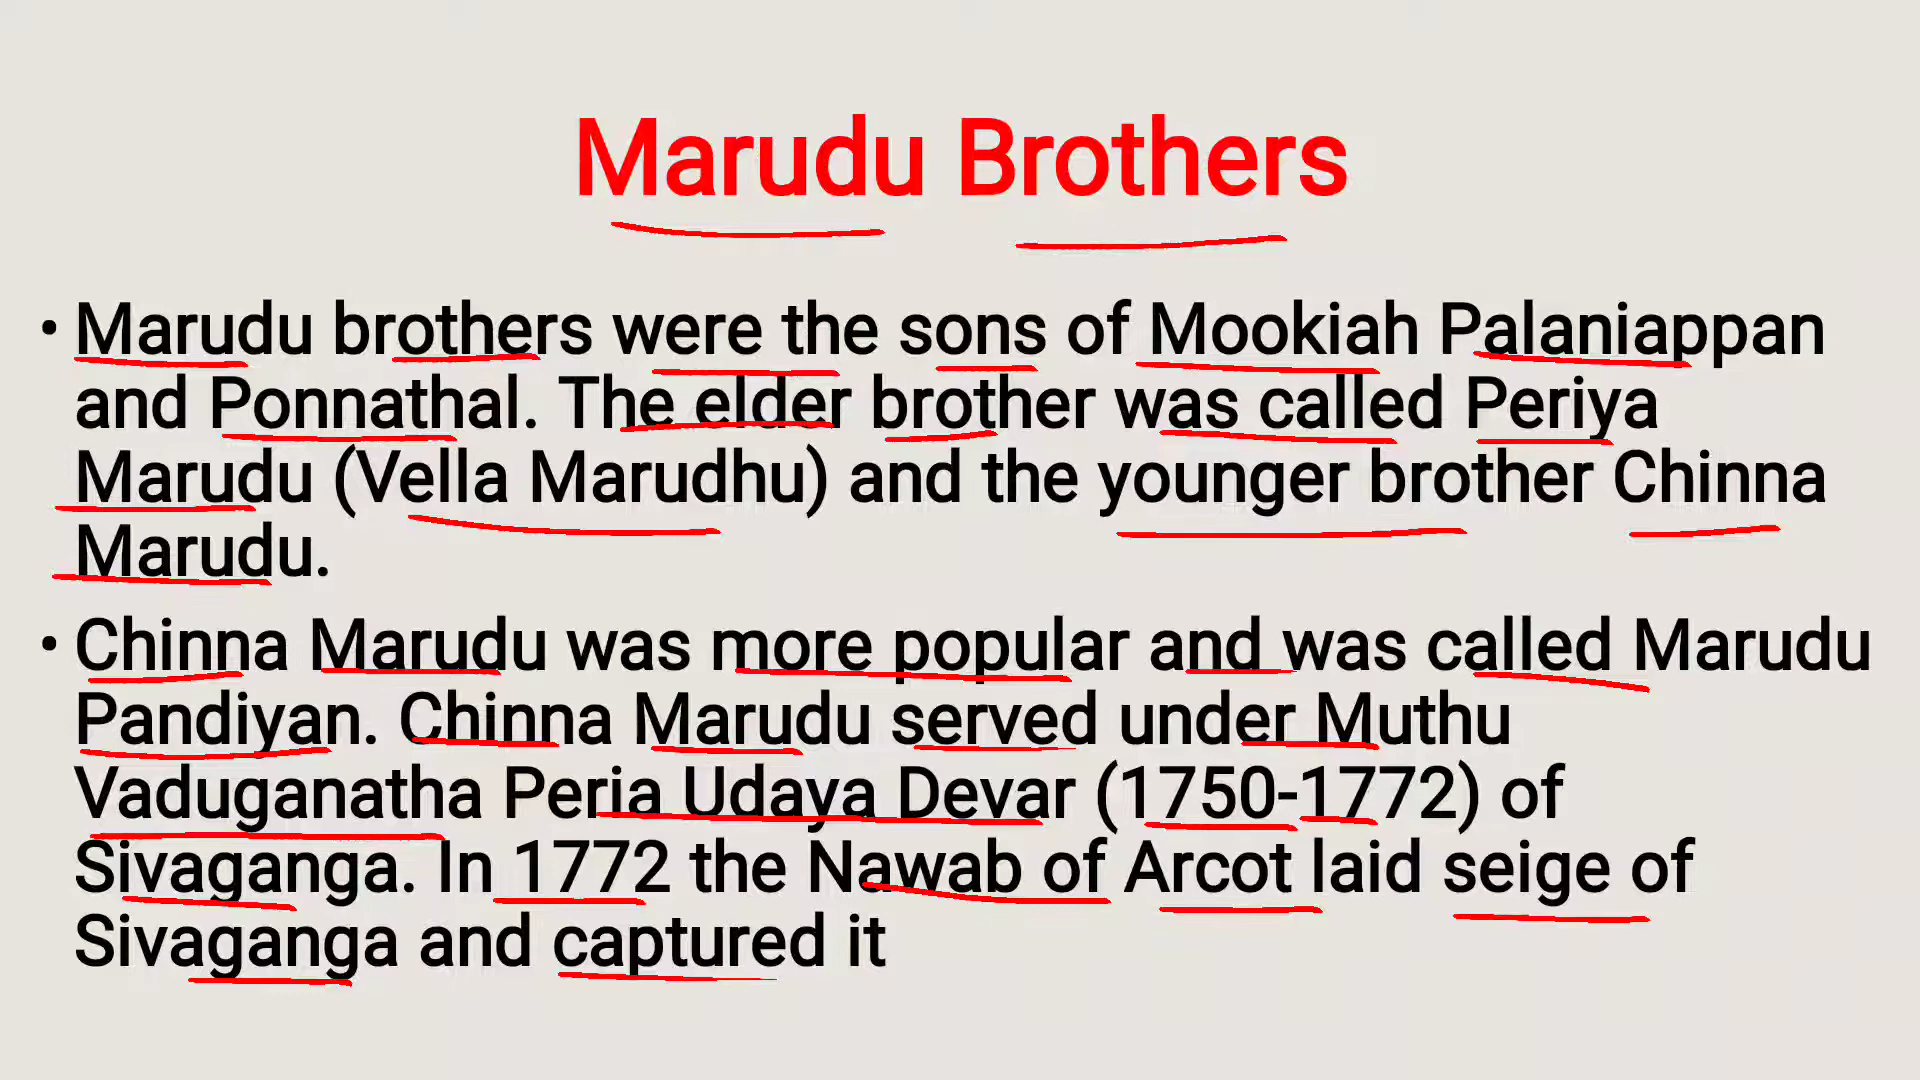 Marudu Brothers
• Marudu brothers were the sons of Mookiah Palaniappan
and Ponnathal. The elder brother was called Periya
Marudu (Vella Marudhu) and the younger brother Chinna
Marudu.
• Chinna Marudu was more popular and was called Marudu
Pandiyan. Chinna Marudu served under Muthu
Vaduganatha Peria Udaya Devar (1750-1772) of
Sivaganga. In 1772 the Nawab of Arcot laid seige of
Sivaganga and captured it